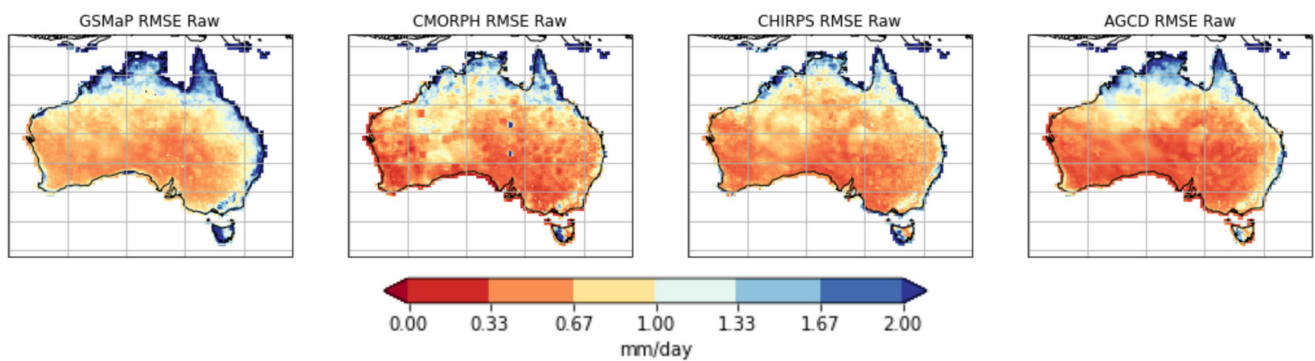 GSMaP RMSE Raw
CMORPH RMSE Raw
CHIRPS RMSE Raw
AGCD RMSE Raw
0.00 0.33 0.67 1.00 1.33 1.67 2.00
mm/day